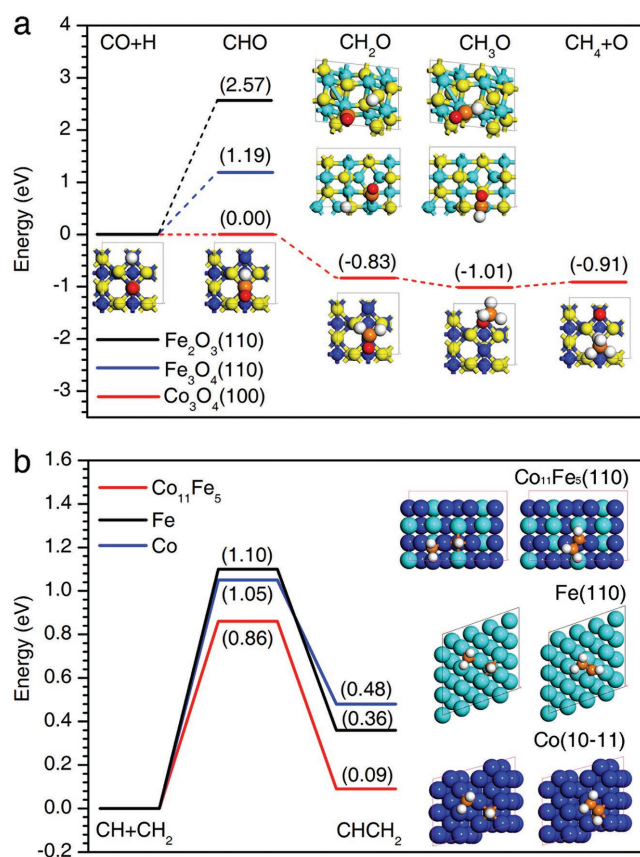 a
CO+H CHO CH₂O CH₃O CH₄+O
4
3
2
1
0
-1
-2
-3
Energy (eV)
(2.57)
(1.19)
(0.00)
(-0.83)
(-1.01)
(-0.91)
Fe₂O₃(110)
Fe₃O₄(110)
Co₃O₄(100)
b
1.6
1.4
1.2
1.0
0.8
0.6
0.4
0.2
0.0
-0.2
Energy (eV)
Co₁₁Fe₅
Fe
Co
(1.10)
(1.05)
(0.86)
(0.48)
(0.36)
(0.09)
CH+CH₂
CHCH₂
Co₁₁Fe₅(110)
Fe(110)
Co(10-11)